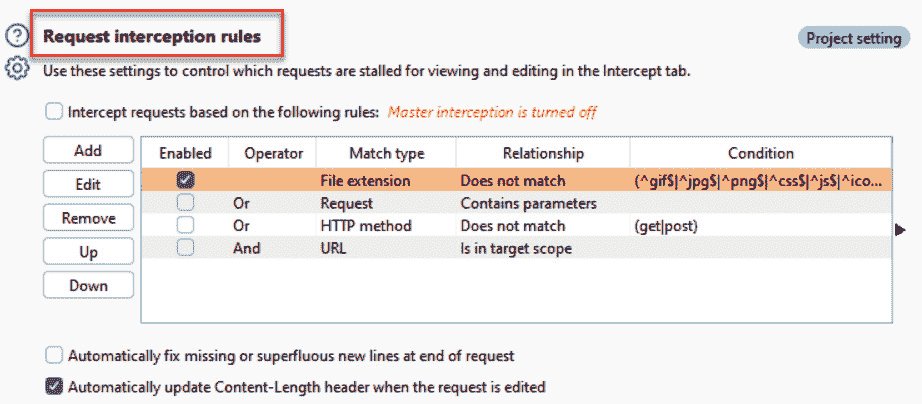 Request interception rules
Project setting
Use these settings to control which requests are stalled for viewing and editing in the Intercept tab.
Intercept requests based on the following rules: Master interception is turned off
Add
Edit
Remove
Up
Down
Enabled Operator Match type Relationship Condition
File extension Does not match (^gif$|^jpg$|^png$|^css$|^js$|^ico...
Or Request Contains parameters
Or HTTP method Does not match (get|post)
And URL Is in target scope
Automatically fix missing or superfluous new lines at end of request
Automatically update Content-Length header when the request is edited